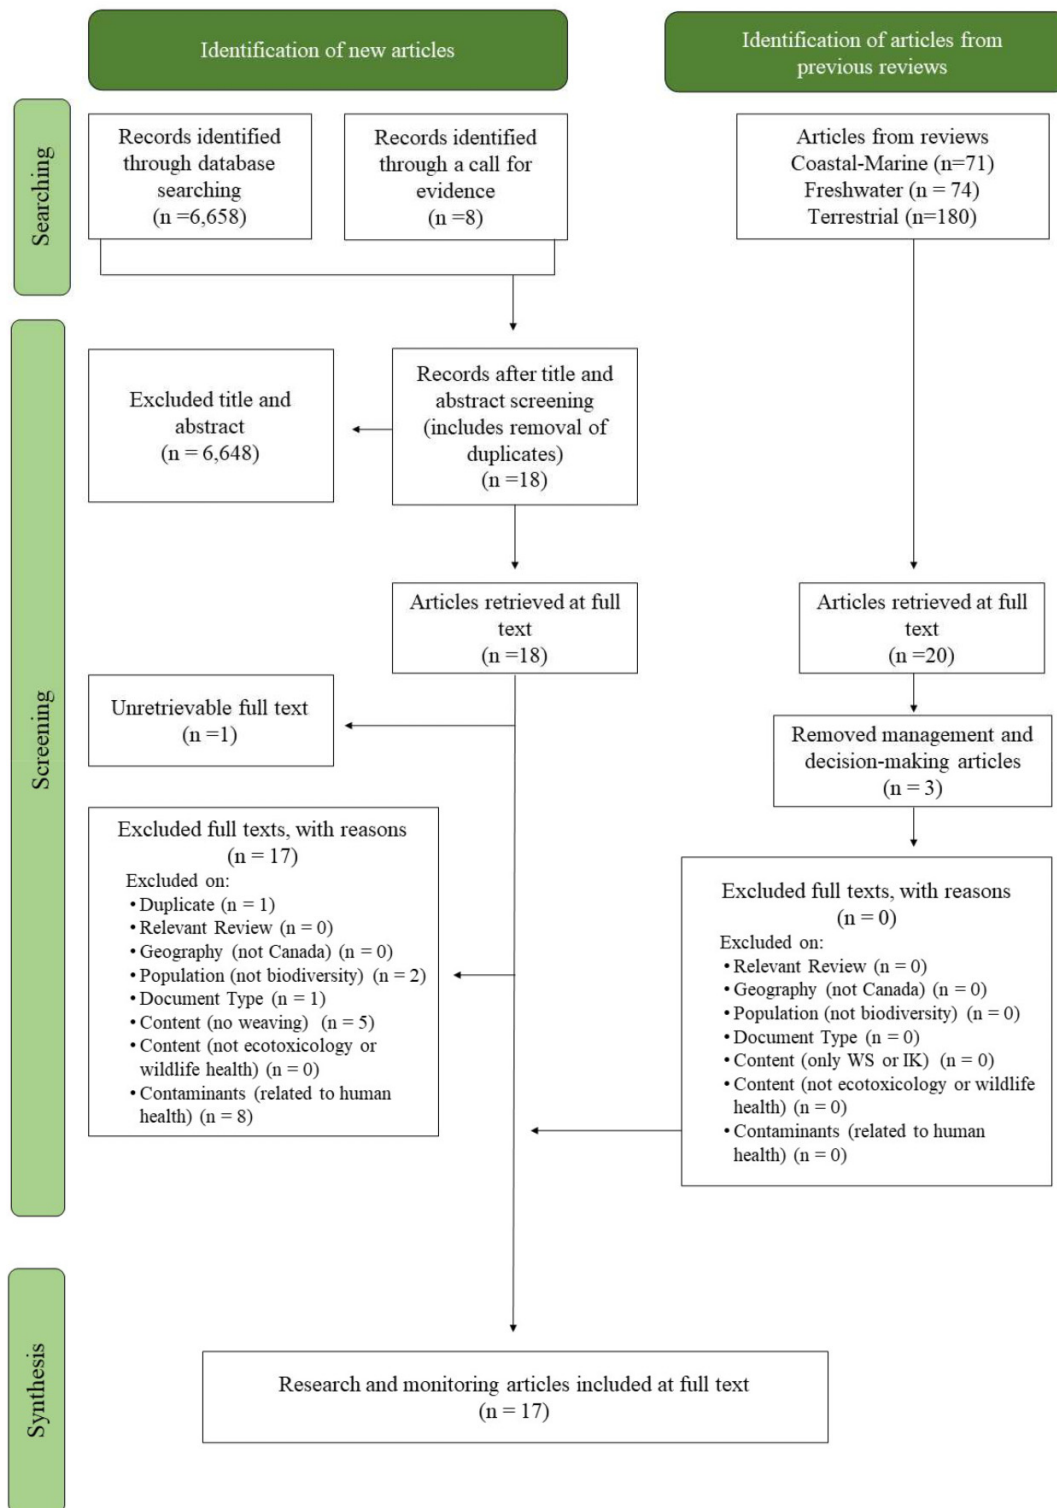 Identification of new articles
Identification of articles from
previous reviews
Searching
Records identified
through database
searching
(n =6,658)
Records identified
through a call for
evidence
(n =8)
Articles from reviews
Coastal-Marine (n=71)
Freshwater (n = 74)
Terrestrial (n=180)
Screening
Excluded title and
abstract
(n = 6,648)
Records after title and
abstract screening
(includes removal of
duplicates)
(n =18)
Articles retrieved at full
text
(n =18)
Articles retrieved at full
text
(n =20)
Unretrievable full text
(n =1)
Removed management and
decision-making articles
(n = 3)
Excluded full texts, with reasons
(n = 17)
Excluded on:
• Duplicate (n = 1)
• Relevant Review (n = 0)
• Geography (not Canada) (n = 0)
• Population (not biodiversity) (n = 2)
• Document Type (n = 1)
• Content (no weaving) (n = 5)
• Content (not ecotoxicology or
wildlife health) (n = 0)
• Contaminants (related to human
health) (n = 8)
Excluded full texts, with reasons
(n = 0)
Excluded on:
• Relevant Review (n = 0)
• Geography (not Canada) (n = 0)
• Population (not biodiversity) (n = 0)
• Document Type (n = 0)
• Content (only WS or IK) (n = 0)
• Content (not ecotoxicology or wildlife
health) (n = 0)
• Contaminants (related to human
health) (n = 0)
Synthesis
Research and monitoring articles included at full text
(n = 17)